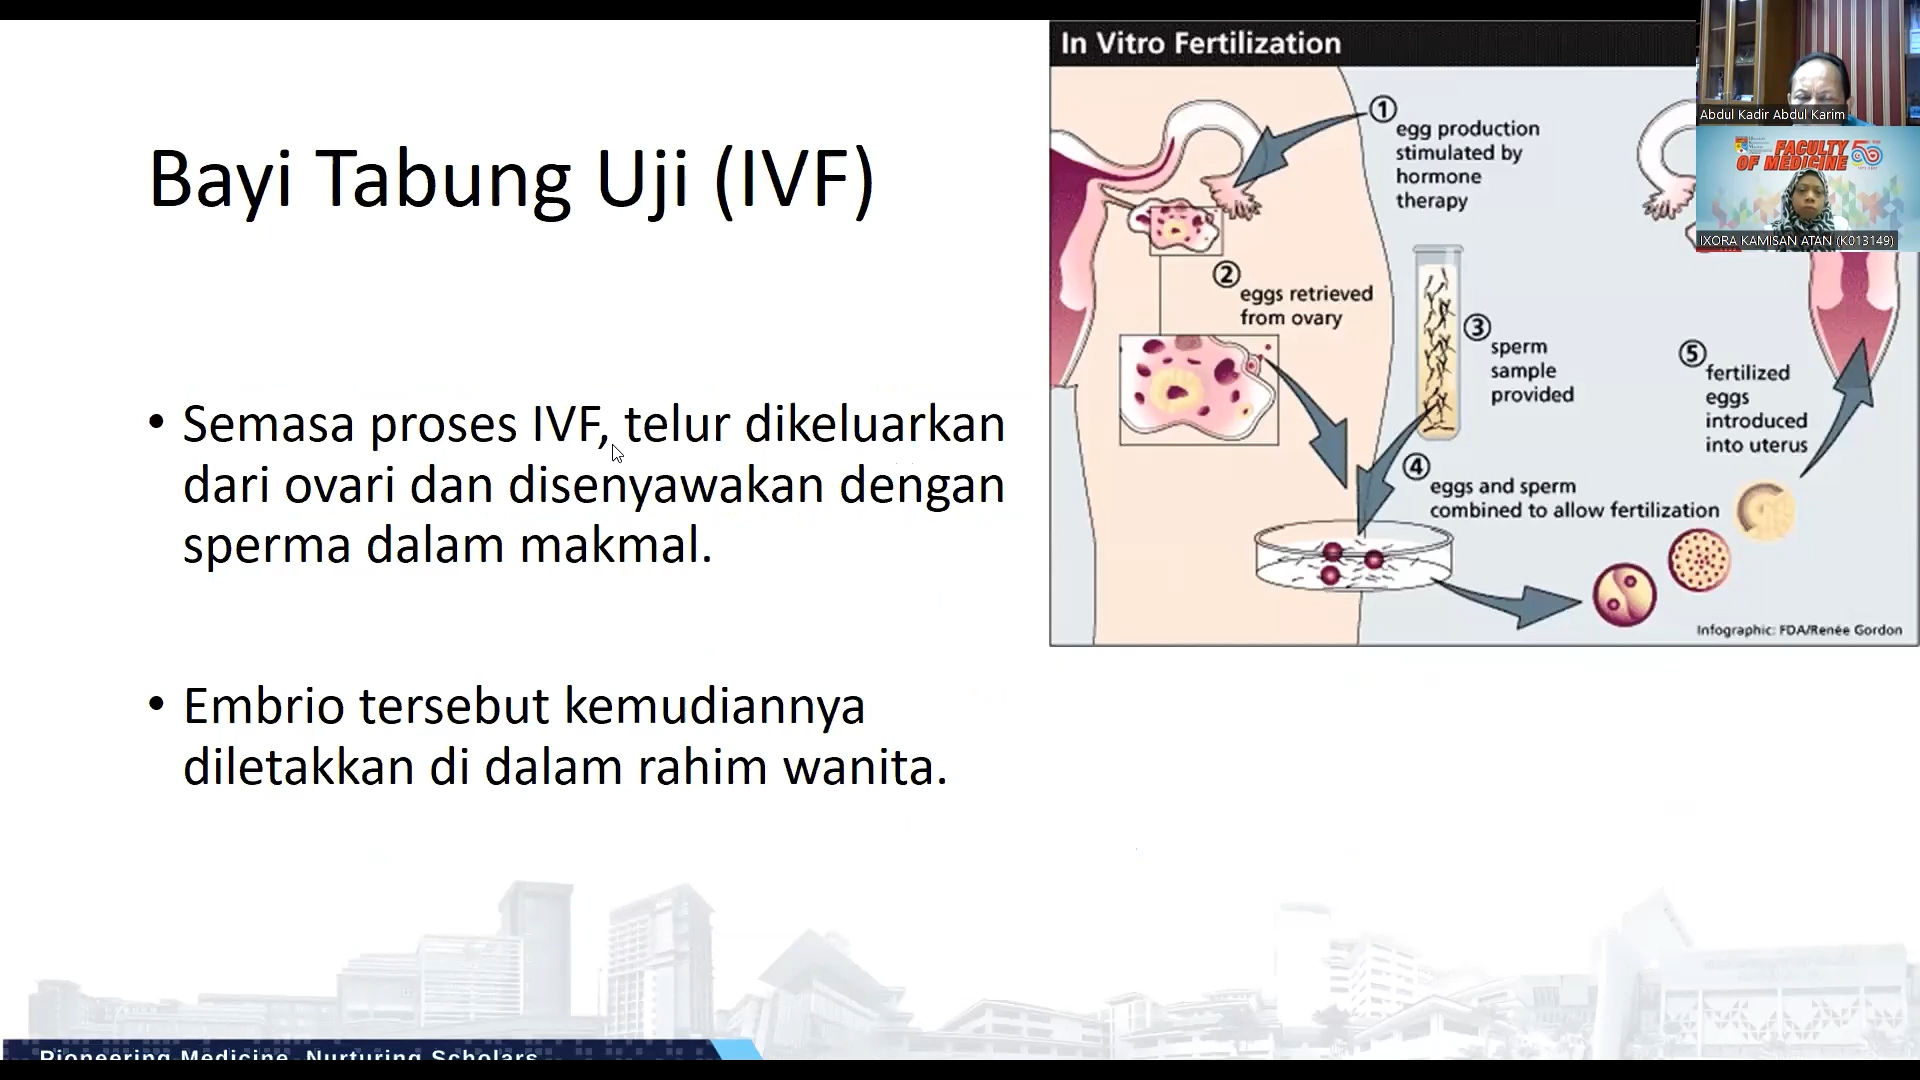 Bayi Tabung Uji (IVF)
• Semasa proses IVF, telur dikeluarkan
dari ovari dan disenyawakan dengan
sperma dalam makmal.
• Embrio tersebut kemudiannya
diletakkan di dalam rahim wanita.
In Vitro Fertilization
① egg production
stimulated by
hormone
therapy
② eggs retrieved
from ovary
③ sperm
sample
provided
④ eggs and sperm
combined to allow fertilization
⑤ fertilized
eggs
introduced
into uterus
Infographic: FDA/Renée Gordon
Abdul Kadir Abdul Karim
FACULTY
OF MEDICINE 50
IXORA KAMISAN ATAN (K013149)
Pioneering Medicine, Nurturing Scholars